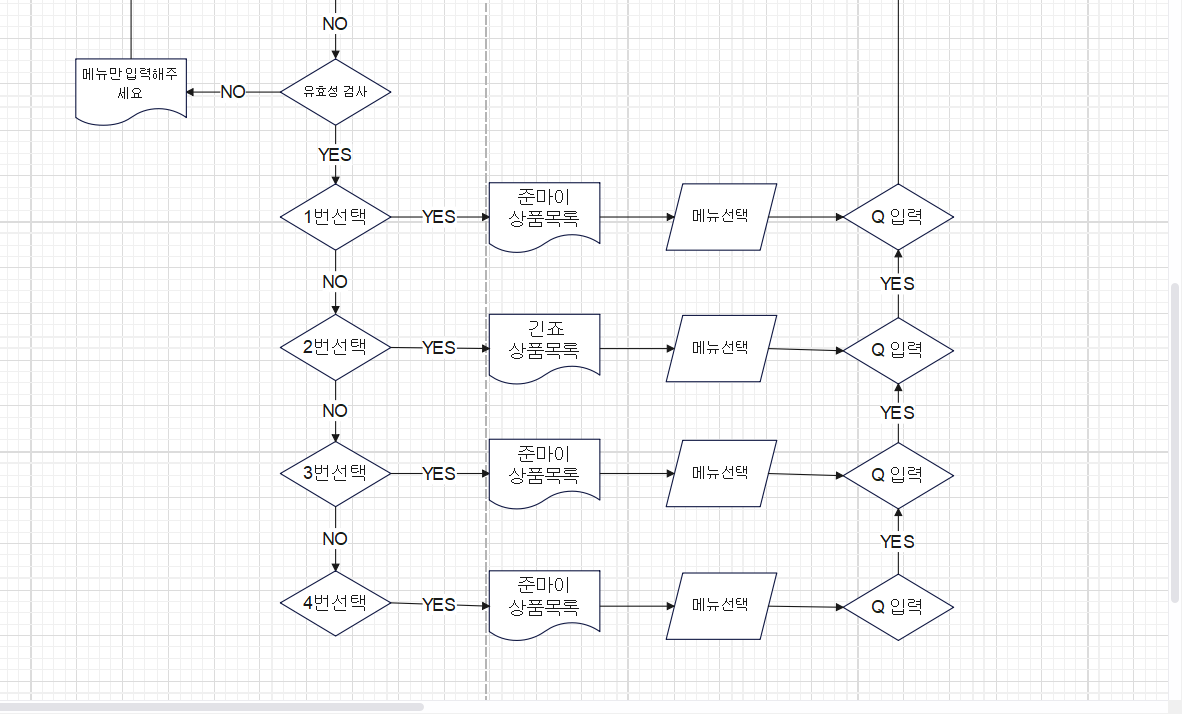 NO
메뉴만 입력해주
세요
NO
유효성 검사
YES
1번선택
YES
준마이
상품목록
메뉴선택
Q 입력
NO
YES
2번선택
YES
긴죠
상품목록
메뉴선택
Q 입력
NO
YES
3번선택
YES
준마이
상품목록
메뉴선택
Q 입력
NO
YES
4번선택
YES
준마이
상품목록
메뉴선택
Q 입력